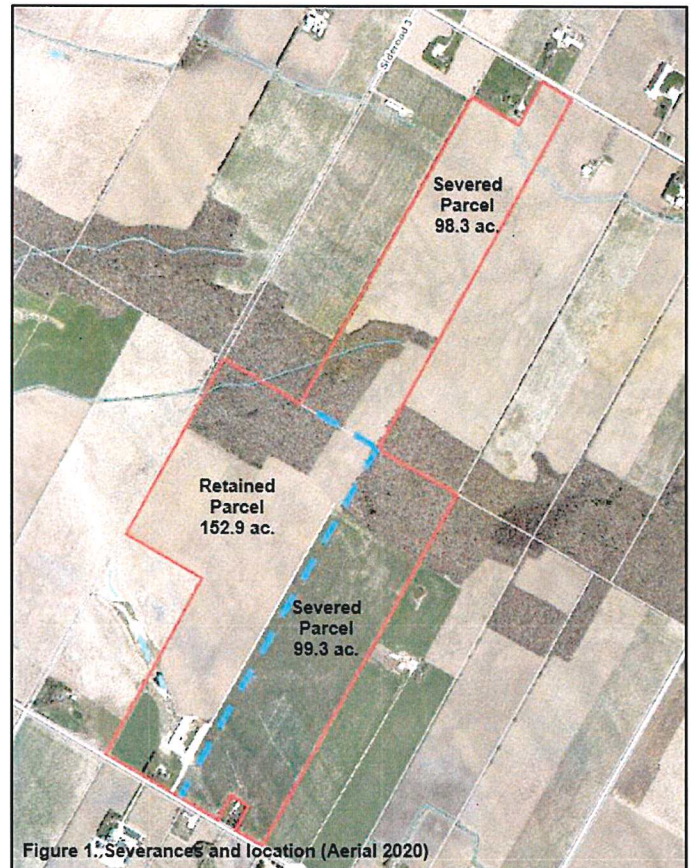 Sideroad 3
Severed
Parcel
98.3 ac.
Retained
Parcel
152.9 ac.
Severed
Parcel
99.3 ac.
Figure 1., Severances and location (Aerial 2020)